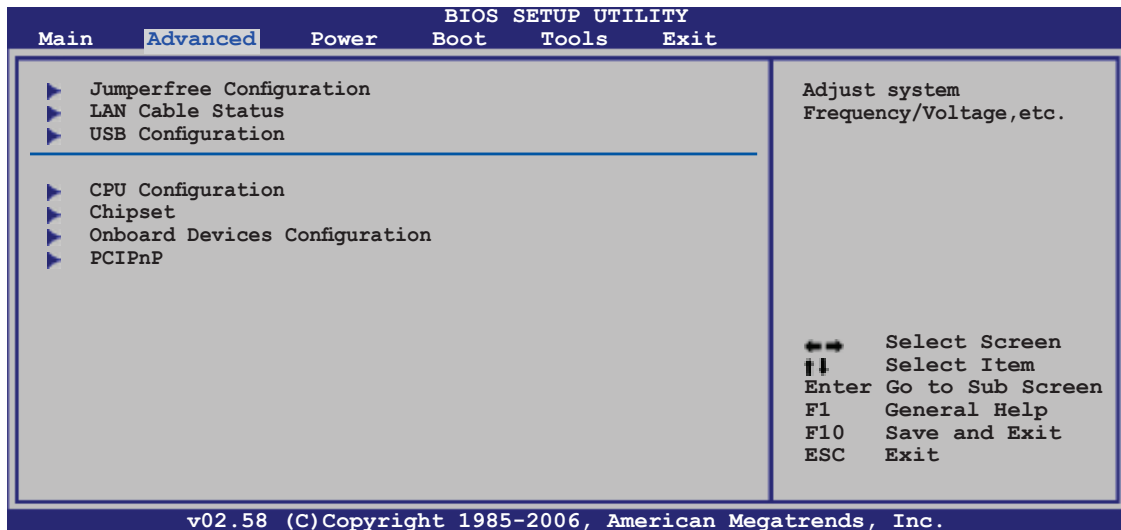 BIOS SETUP UTILITY
Main Advanced Power Boot Tools Exit
Jumperfree Configuration
LAN Cable Status
USB Configuration
CPU Configuration
Chipset
Onboard Devices Configuration
PCIPnP
Adjust system
Frequency/Voltage,etc.
Select Screen
Select Item
Enter Go to Sub Screen
F1 General Help
F10 Save and Exit
ESC Exit
v02.58 (C)Copyright 1985-2006, American Megatrends, Inc.